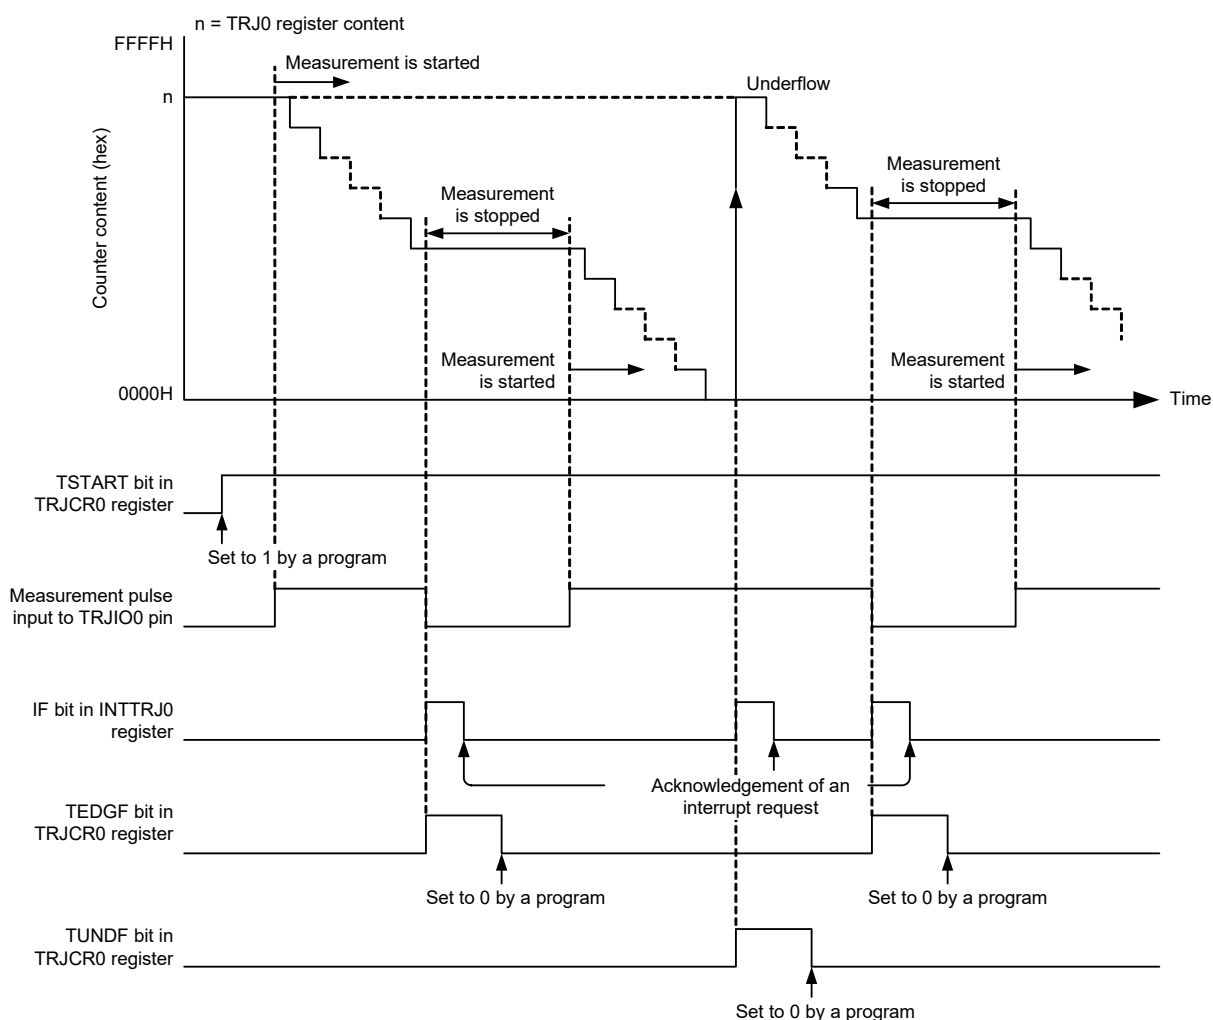 n = TRJ0 register content
FFFFH
Measurement is started
n
Underflow
Counter content (hex)
Measurement
is stopped
Measurement
is stopped
Measurement
is started
Measurement
is started
0000H
Time
TSTART bit in
TRJCR0 register
Set to 1 by a program
Measurement pulse
input to TRJIO0 pin
IF bit in INTTRJ0
register
Acknowledgement of an
interrupt request
TEDGF bit in
TRJCR0 register
Set to 0 by a program
Set to 0 by a program
TUNDF bit in
TRJCR0 register
Set to 0 by a program